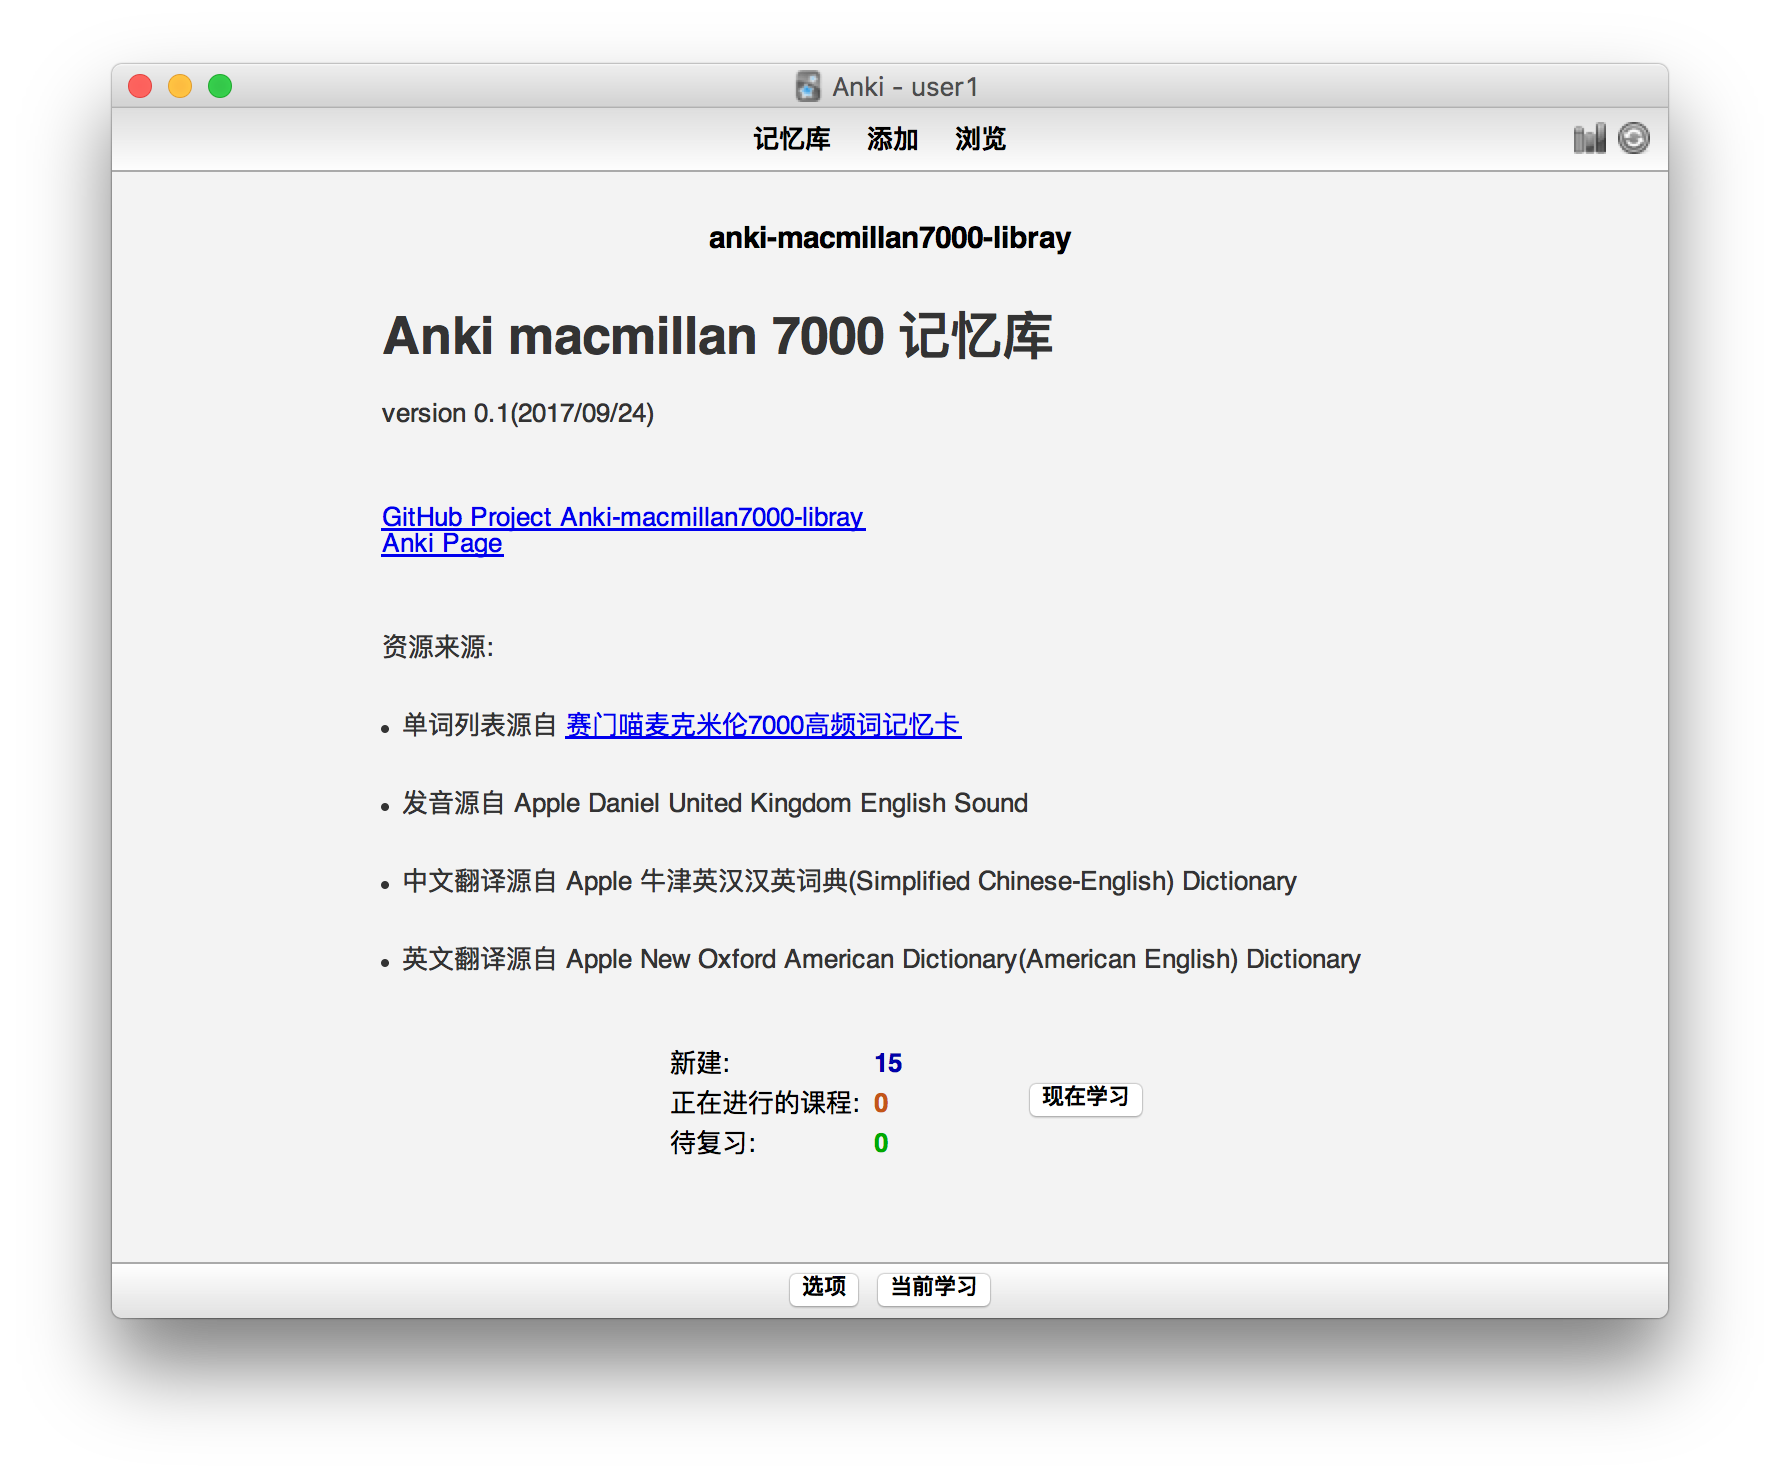 Anki - user1
记忆库 添加 浏览
anki-macmillan7000-libray
Anki macmillan 7000 记忆库
version 0.1(2017/09/24)
GitHub Project Anki-macmillan7000-libray
Anki Page
资源来源:
• 单词列表源自 赛门喵麦克米伦7000高频词记忆卡
• 发音源自 Apple Daniel United Kingdom English Sound
• 中文翻译源自 Apple 牛津英汉汉英词典(Simplified Chinese-English) Dictionary
• 英文翻译源自 Apple New Oxford American Dictionary(American English) Dictionary
新建: 15
正在进行的课程: 0
现在学习
待复习: 0
选项 当前学习